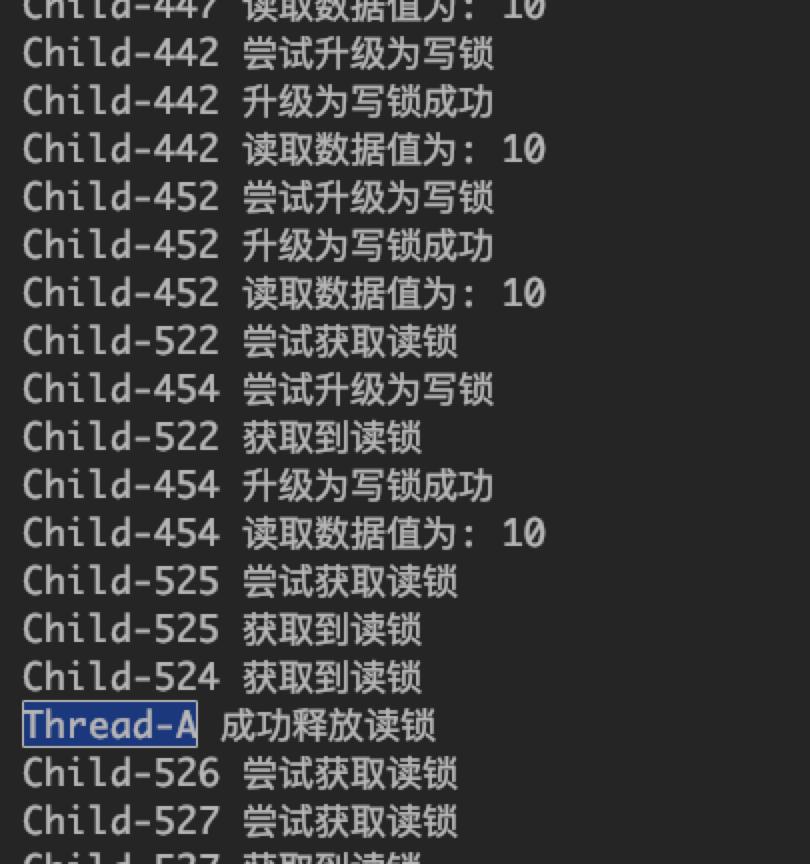 Child-447 读取数据值为: 10
Child-442 尝试升级为写锁
Child-442 升级为写锁成功
Child-442 读取数据值为: 10
Child-452 尝试升级为写锁
Child-452 升级为写锁成功
Child-452 读取数据值为: 10
Child-522 尝试获取读锁
Child-454 尝试升级为写锁
Child-522 获取到读锁
Child-454 升级为写锁成功
Child-454 读取数据值为: 10
Child-525 尝试获取读锁
Child-525 获取到读锁
Child-524 获取到读锁
Thread-A 成功释放读锁
Child-526 尝试获取读锁
Child-527 尝试获取读锁
Child-527 获取到读锁